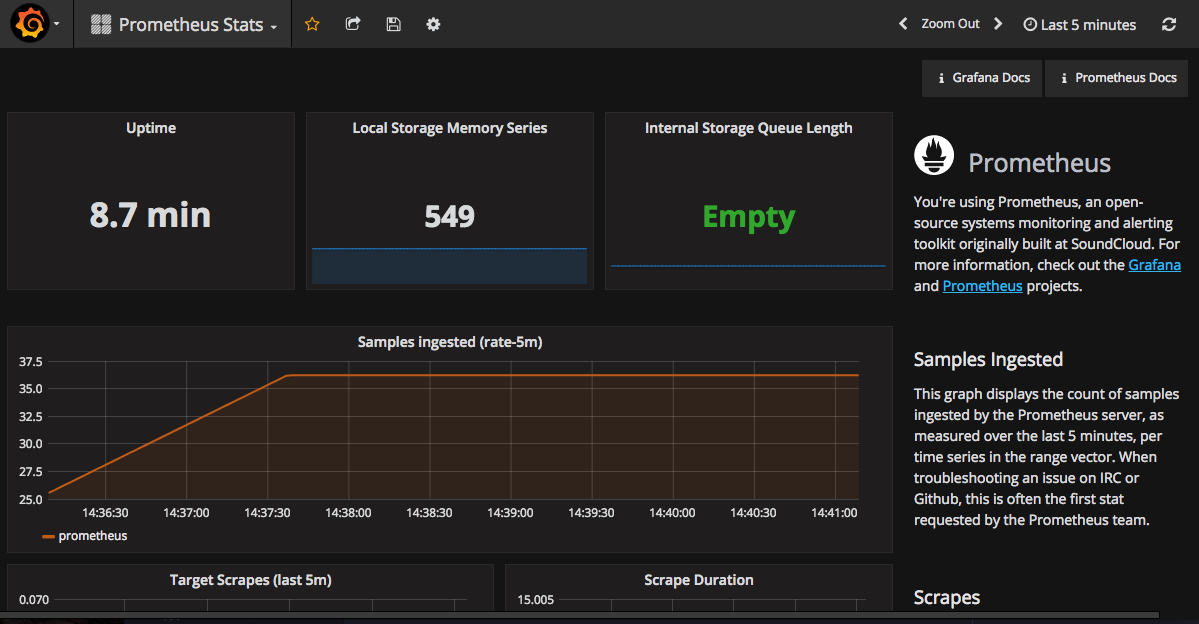 Prometheus Stats
Zoom Out
Last 5 minutes
Grafana Docs
Prometheus Docs
Uptime
8.7 min
Local Storage Memory Series
549
Internal Storage Queue Length
Empty
Prometheus
You're using Prometheus, an open-
source systems monitoring and alerting
toolkit originally built at SoundCloud. For
more information, check out the Grafana
and Prometheus projects.
Samples ingested (rate-5m)
37.5
35.0
32.5
30.0
27.5
25.0
14:36:30 14:37:00 14:37:30 14:38:00 14:38:30 14:39:00 14:39:30 14:40:00 14:40:30 14:41:00
prometheus
Samples Ingested
This graph displays the count of samples
ingested by the Prometheus server, as
measured over the last 5 minutes, per
time series in the range vector. When
troubleshooting an issue on IRC or
Github, this is often the first stat
requested by the Prometheus team.
Target Scrapes (last 5m)
0.070
Scrape Duration
15.005
Scrapes